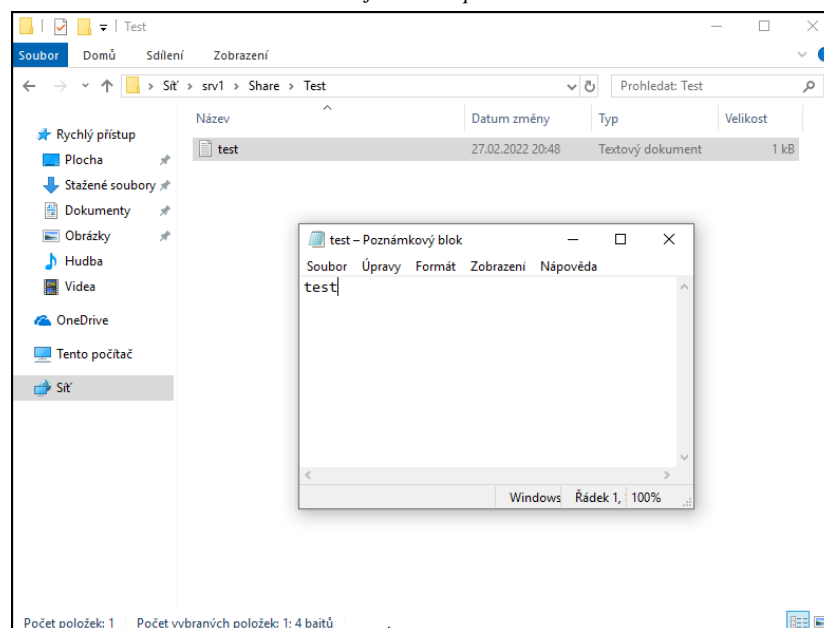 Test
Soubor Domů Sdílení Zobrazení
Síť srv1 Share Test Prohledat: Test
Název Datum změny Typ Velikost
Rychlý přístup
test 27.02.2022 20:48 Textový dokument 1 kB
Plocha
Stažené soubory
Dokumenty
Obrázky
Hudba
Videa
OneDrive
Tento počítač
Síť
test – Poznámkový blok
Soubor Úpravy Formát Zobrazení Nápověda
test
Windows Řádek 1, 100%
Počet položek: 1 Počet vybraných položek: 1: 4 bajtů